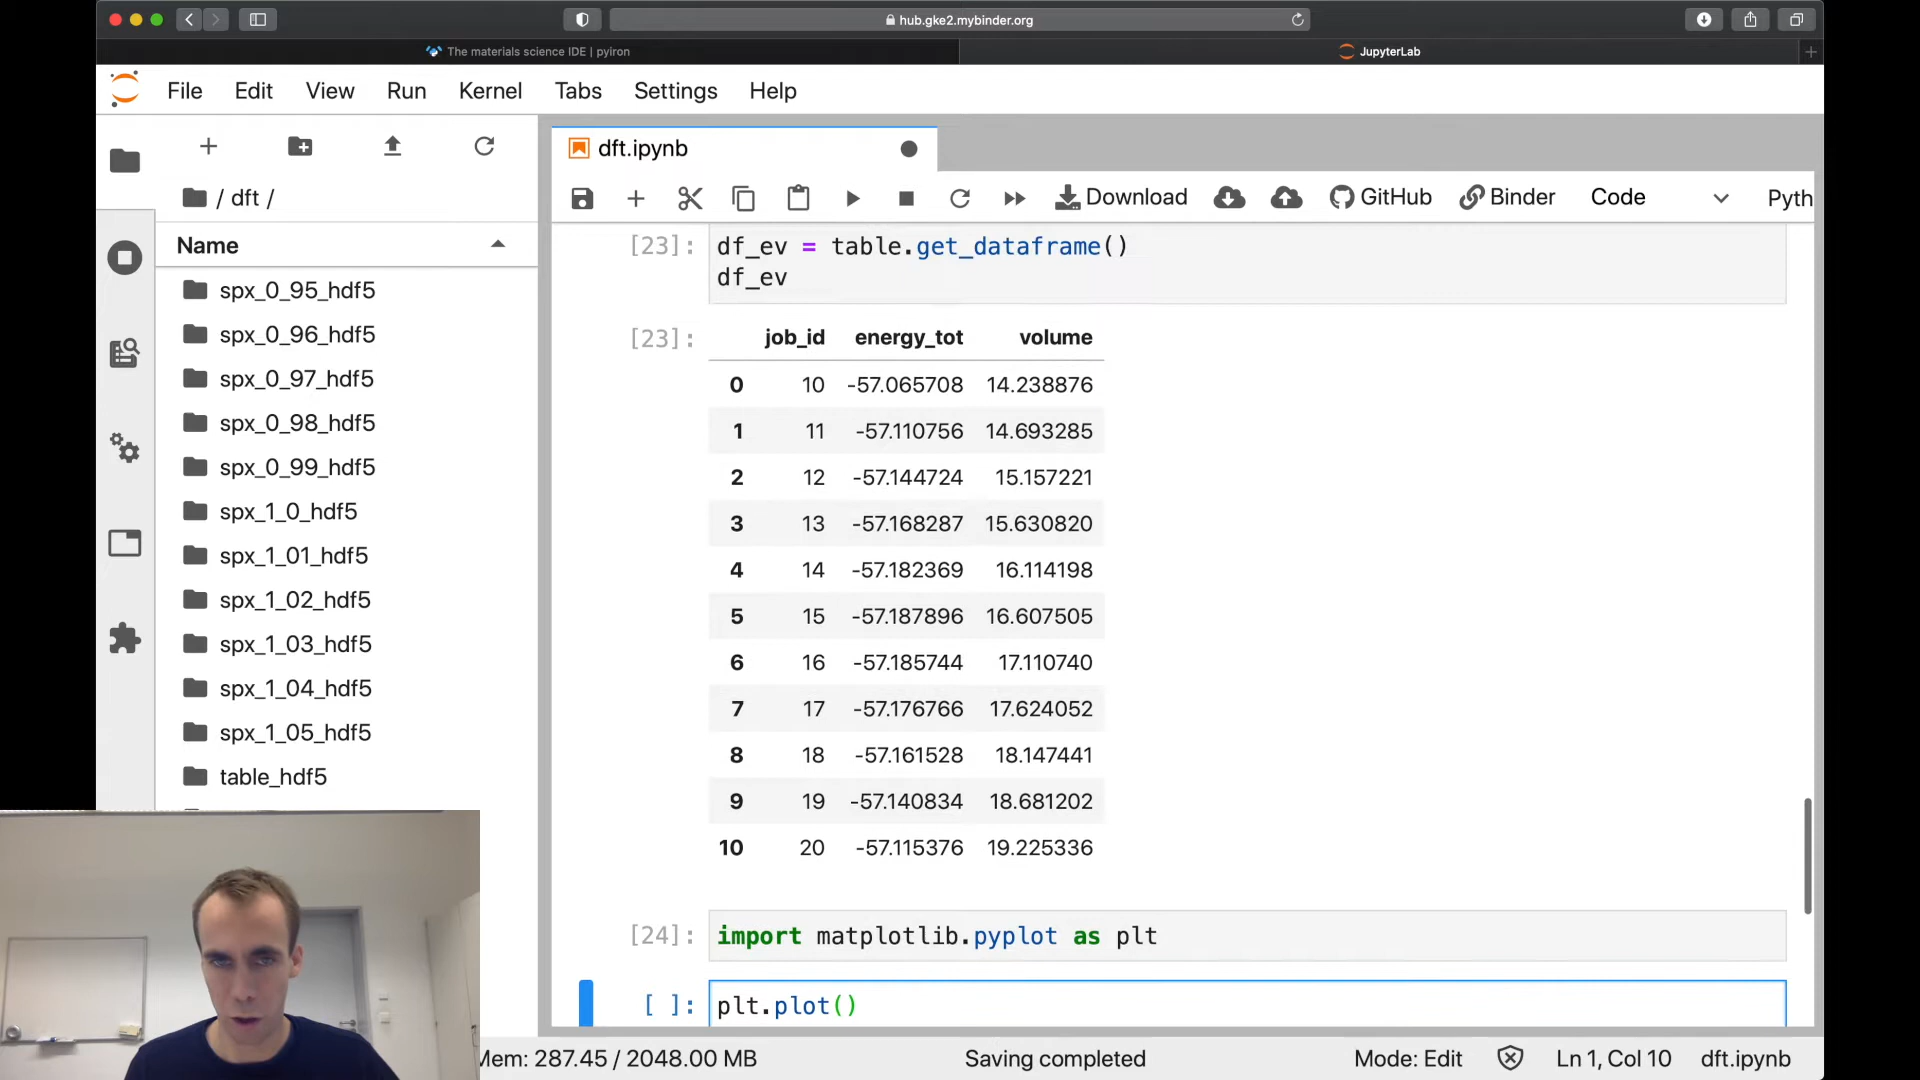 hub.gke2.mybinder.org
The materials science IDE | pyiron
JupyterLab
File Edit View Run Kernel Tabs Settings Help
dft.ipynb
/ dft /
Download GitHub Binder Code Pyth
Name
spx_0_95_hdf5
spx_0_96_hdf5
spx_0_97_hdf5
spx_0_98_hdf5
spx_0_99_hdf5
spx_1_0_hdf5
spx_1_01_hdf5
spx_1_02_hdf5
spx_1_03_hdf5
spx_1_04_hdf5
spx_1_05_hdf5
table_hdf5
[23]: df_ev = table.get_dataframe()
df_ev
[23]: job_id energy_tot volume
0 10 -57.065708 14.238876
1 11 -57.110756 14.693285
2 12 -57.144724 15.157221
3 13 -57.168287 15.630820
4 14 -57.182369 16.114198
5 15 -57.187896 16.607505
6 16 -57.185744 17.110740
7 17 -57.176766 17.624052
8 18 -57.161528 18.147441
9 19 -57.140834 18.681202
10 20 -57.115376 19.225336
[24]: import matplotlib.pyplot as plt
[ ]: plt.plot()
Mem: 287.45 / 2048.00 MB Saving completed Mode: Edit Ln 1, Col 10 dft.ipynb